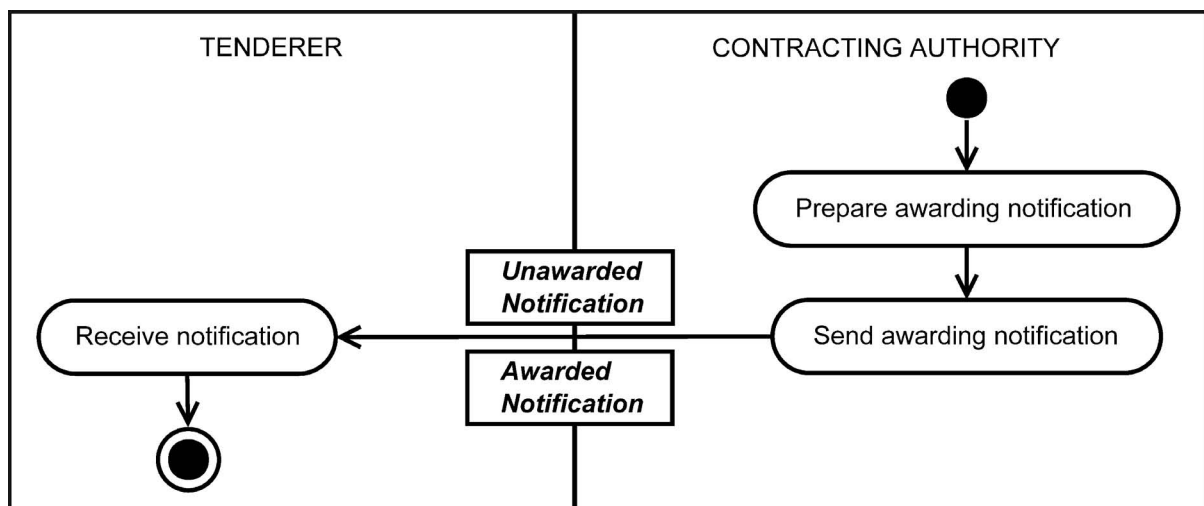 TENDERER
CONTRACTING AUTHORITY
Prepare awarding notification
Unawarded
Notification
Receive notification
Send awarding notification
Awarded
Notification